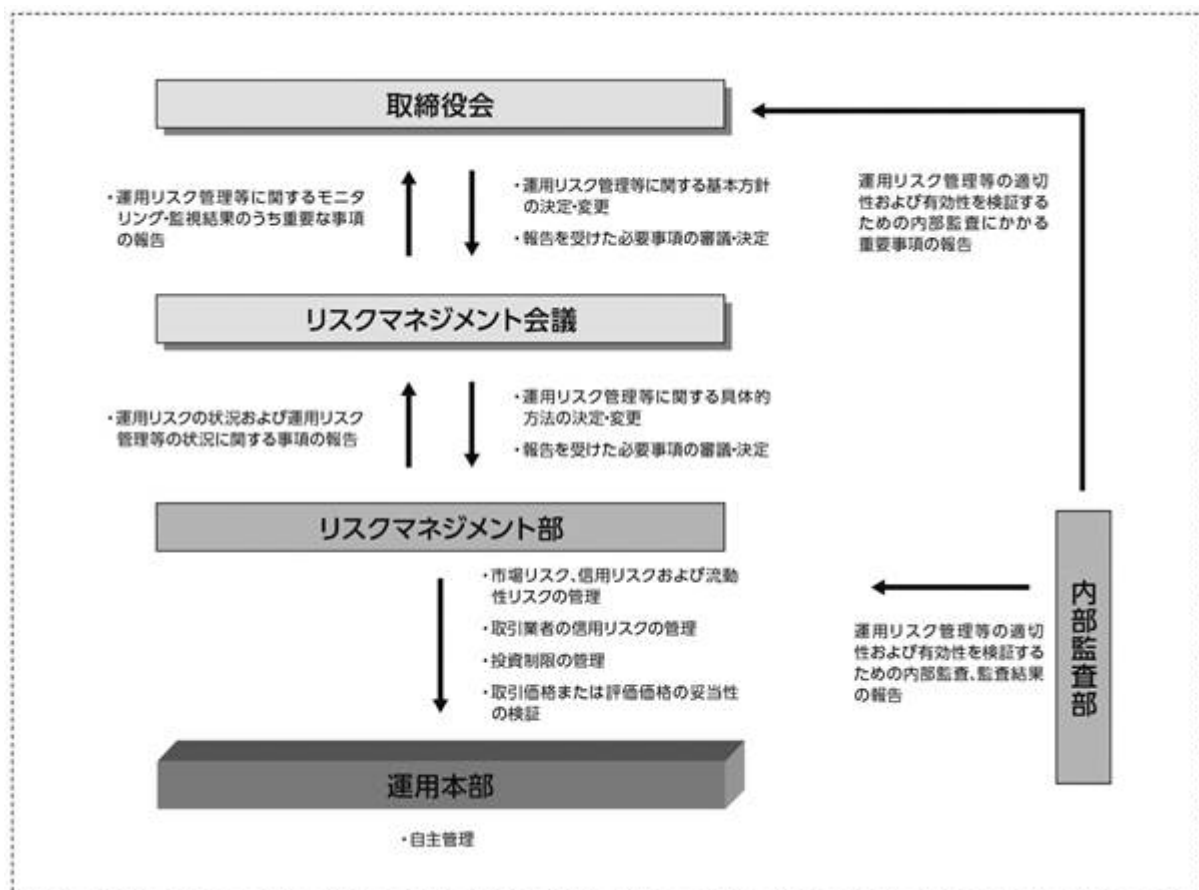 取締役会
・運用リスク管理等に関するモニタ
リング・監視結果のうち重要な事項
の報告
・運用リスク管理等に関する基本方針
の決定・変更
・報告を受けた必要事項の審議・決定
運用リスク管理等の適切
性および有効性を検証する
ための内部監査にかかる
重要事項の報告
リスクマネジメント会議
・運用リスクの状況および運用リスク
管理等の状況に関する事項の報告
・運用リスク管理等に関する具体的
方法の決定・変更
・報告を受けた必要事項の審議・決定
リスクマネジメント部
・市場リスク、信用リスクおよび流動
性リスクの管理
・取引業者の信用リスクの管理
・投資制限の管理
・取引価格または評価価格の妥当性
の検証
運用リスク管理等の適切
性および有効性を検証する
ための内部監査、監査結果
の報告
内部監査部
運用本部
・自主管理